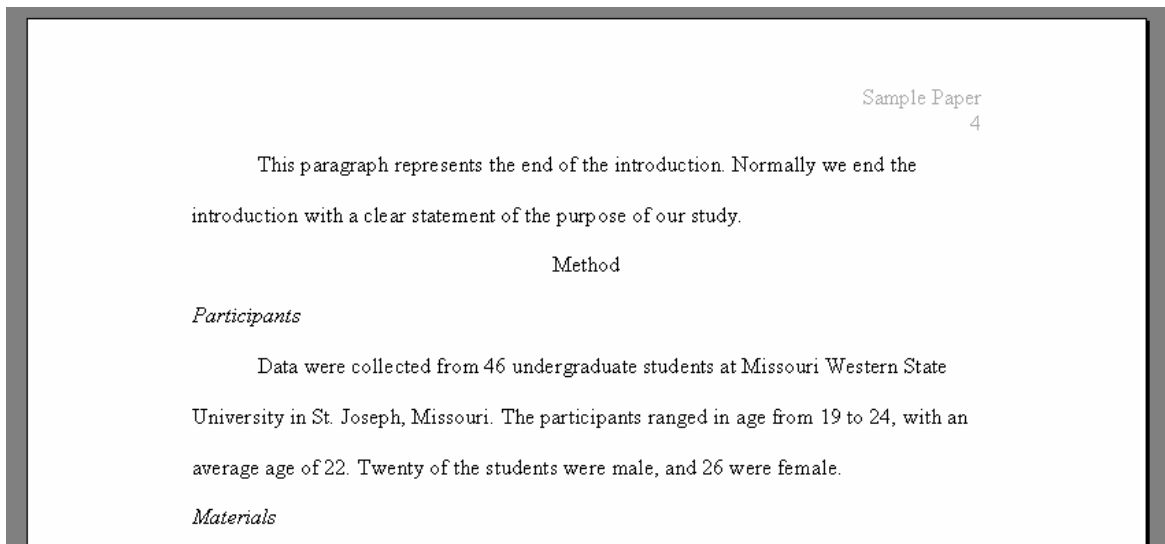 Sample Paper
4
This paragraph represents the end of the introduction. Normally we end the
introduction with a clear statement of the purpose of our study.
Method
Participants
Data were collected from 46 undergraduate students at Missouri Western State
University in St. Joseph, Missouri. The participants ranged in age from 19 to 24, with an
average age of 22. Twenty of the students were male, and 26 were female.
Materials